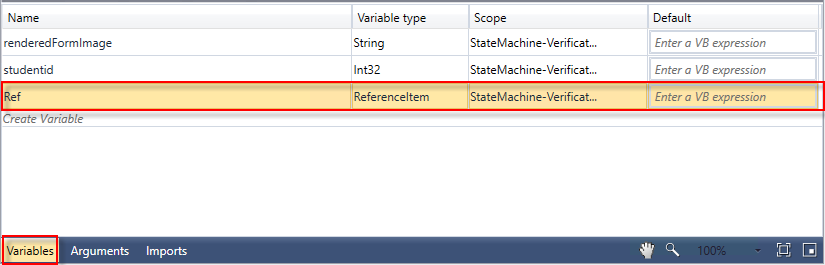 Name Variable type Scope Default
renderedFormImage String StateMachine-Verificat... Enter a VB expression
studentid Int32 StateMachine-Verificat... Enter a VB expression
Ref ReferenceItem StateMachine-Verificat... Enter a VB expression
Create Variable
Variables Arguments Imports 100%